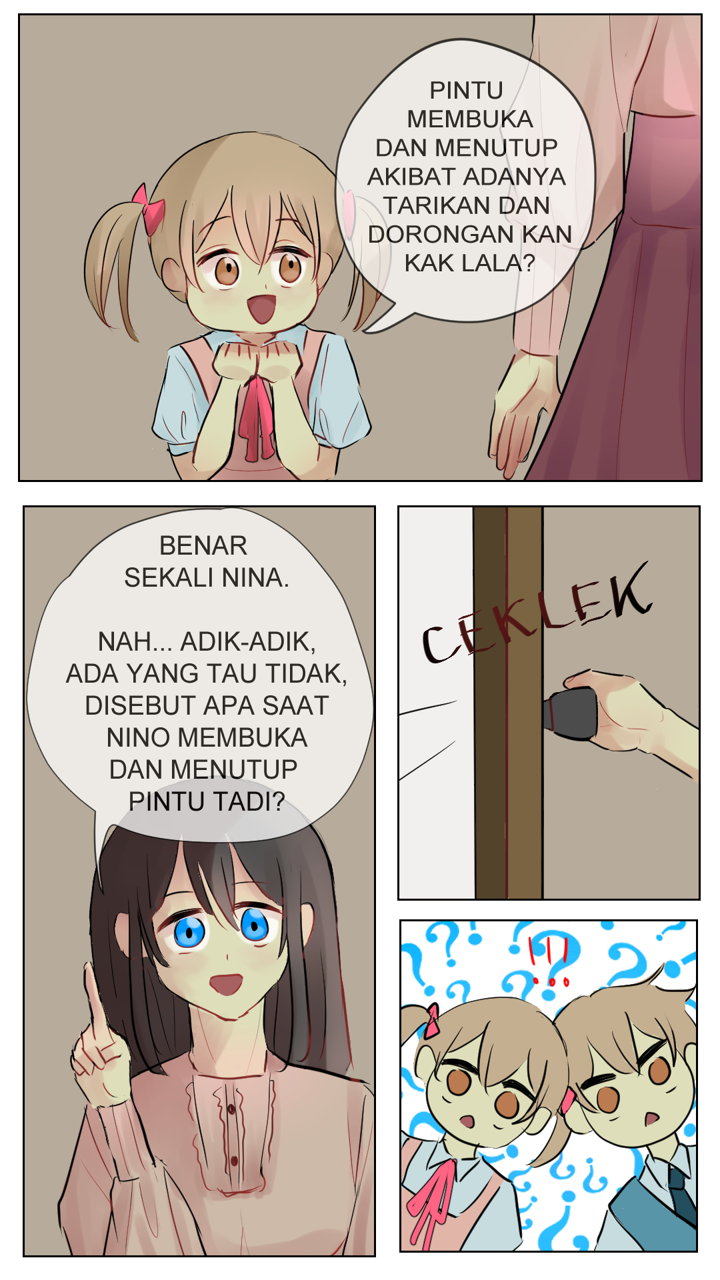 PINTU
MEMBUKA
DAN MENUTUP
AKIBAT ADANYA
TARIKAN DAN
DORONGAN KAN
KAK LALA?
BENAR
SEKALI NINA.
NAH... ADIK-ADIK,
ADA YANG TAU TIDAK,
DISEBUT APA SAAT
NINO MEMBUKA
DAN MENUTUP
PINTU TADI?
CEKLEK
!!!